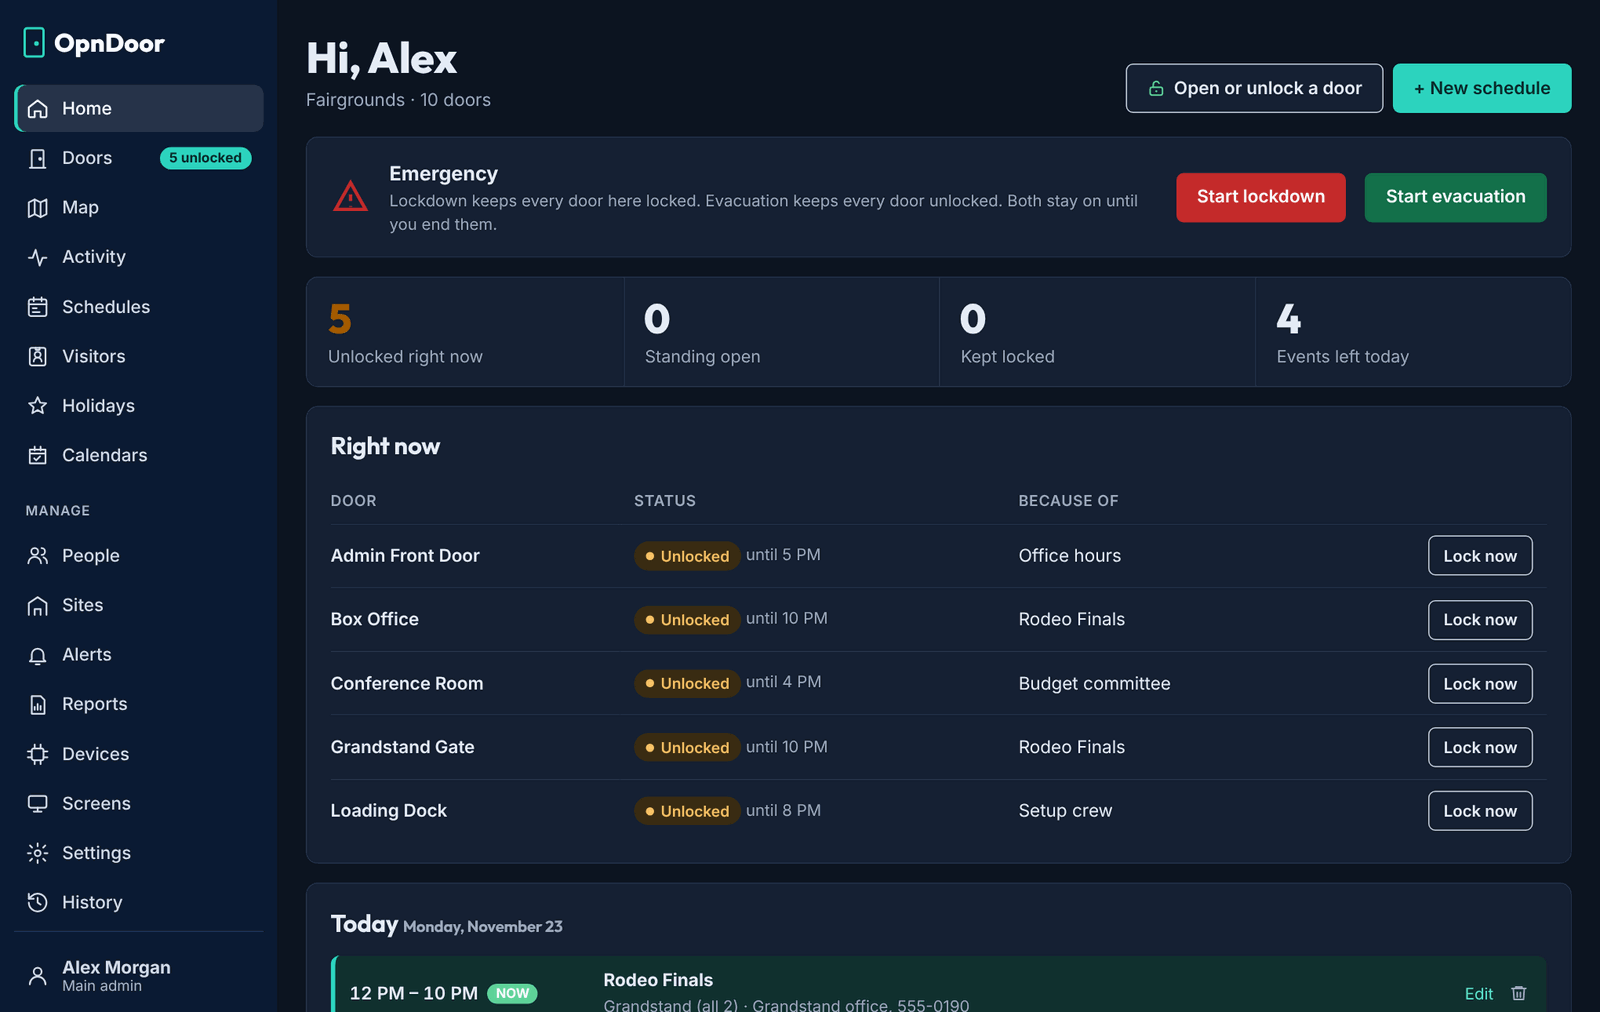 OpnDoor
Home
Doors
5 unlocked
Map
Activity
Schedules
Visitors
Holidays
Calendars
MANAGE
People
Sites
Alerts
Reports
Devices
Screens
Settings
History
Alex Morgan
Main admin
Hi, Alex
Fairgrounds · 10 doors
Open or unlock a door
+ New schedule
Emergency
Lockdown keeps every door here locked. Evacuation keeps every door unlocked. Both stay on until
you end them.
Start lockdown
Start evacuation
5
Unlocked right now
0
Standing open
0
Kept locked
4
Events left today
Right now
DOOR STATUS BECAUSE OF
Admin Front Door Unlocked until 5 PM Office hours Lock now
Box Office Unlocked until 10 PM Rodeo Finals Lock now
Conference Room Unlocked until 4 PM Budget committee Lock now
Grandstand Gate Unlocked until 10 PM Rodeo Finals Lock now
Loading Dock Unlocked until 8 PM Setup crew Lock now
Today Monday, November 23
12 PM – 10 PM NOW
Rodeo Finals
Grandstand (all 2) · Grandstand office, 555-0190
Edit